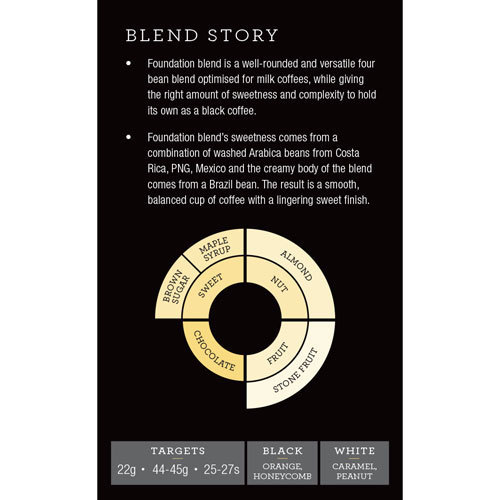 BLEND STORY
• Foundation blend is a well-rounded and versatile four
bean blend optimised for milk coffees, while giving
the right amount of sweetness and complexity to hold
its own as a black coffee.
• Foundation blend's sweetness comes from a
combination of washed Arabica beans from Costa
Rica, PNG, Mexico and the creamy body of the blend
comes from a Brazil bean. The result is a smooth,
balanced cup of coffee with a lingering sweet finish.
MAPLE
SYRUP
ALMOND
BROWN
SUGAR
SWEET
NUT
CHOCOLATE
FRUIT
STONE FRUIT
TARGETS
22g • 44-45g • 25-27s
BLACK
ORANGE,
HONEYCOMB
WHITE
CARAMEL,
PEANUT